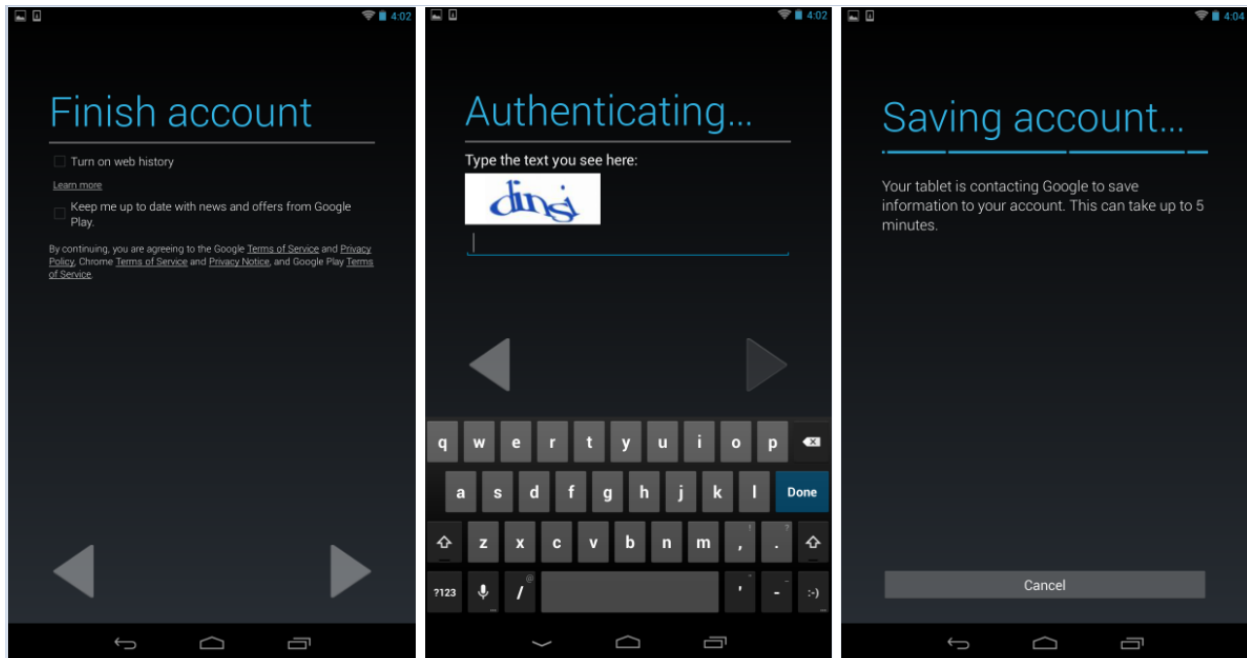 4:02
Finish account
Turn on web history
Learn more
Keep me up to date with news and offers from Google
Play.
By continuing, you are agreeing to the Google Terms of Service and Privacy
Policy, Chrome Terms of Service and Privacy Notice, and Google Play Terms
of Service.
4:02
Authenticating...
Type the text you see here:
dinsi
q w e r t y u i o p
a s d f g h j k l Done
z x c v b n m , ! . ?
?123 / @ ' - :-)
4:04
Saving account...
Your tablet is contacting Google to save
information to your account. This can take up to 5
minutes.
Cancel